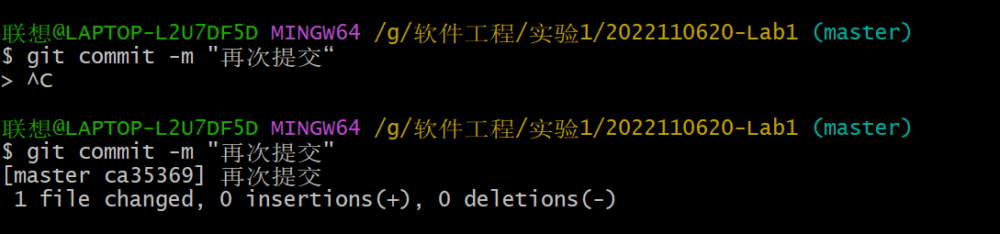 联想@LAPTOP-L2U7DF5D MINGW64 /g/软件工程/实验1/2022110620-Lab1 (master)
$ git commit -m "再次提交“
> ^C
联想@LAPTOP-L2U7DF5D MINGW64 /g/软件工程/实验1/2022110620-Lab1 (master)
$ git commit -m "再次提交"
[master ca35369] 再次提交
 1 file changed, 0 insertions(+), 0 deletions(-)